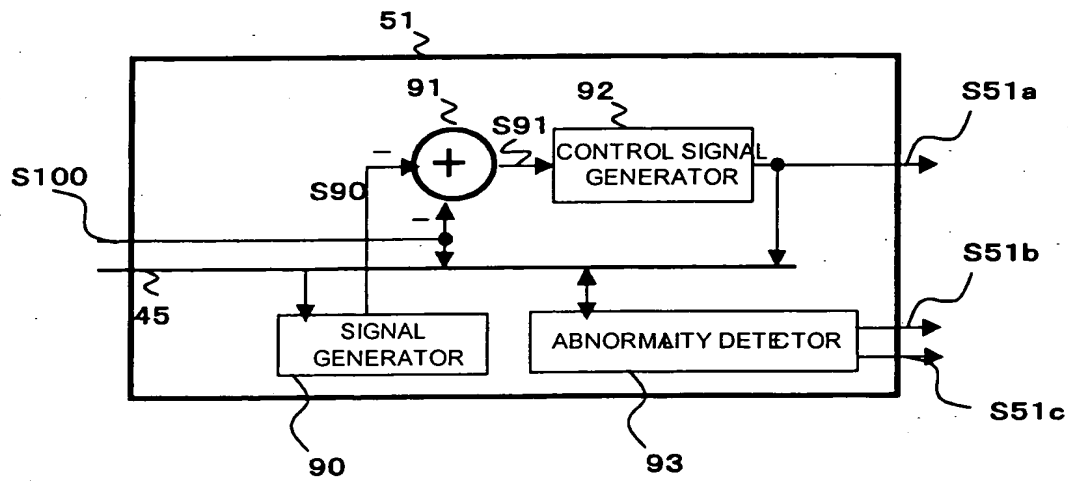 51
91
92
S91
S51a
+
−
CONTROL SIGNAL
GENERATOR
S100
S90
−
S51b
45
SIGNAL
GENERATOR
ABNORMAITY DETECTOR
S51c
90
93